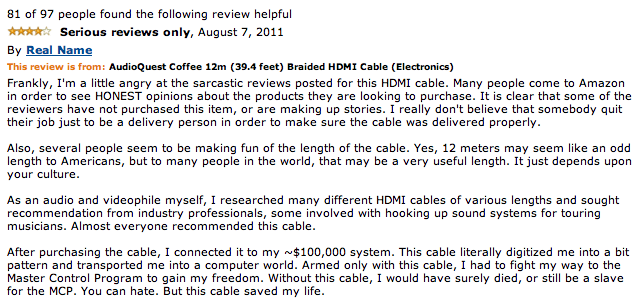 81 of 97 people found the following review helpful
Serious reviews only, August 7, 2011
By Real Name
This review is from: AudioQuest Coffee 12m (39.4 feet) Braided HDMI Cable (Electronics)
Frankly, I'm a little angry at the sarcastic reviews posted for this HDMI cable. Many people come to Amazon
in order to see HONEST opinions about the products they are looking to purchase. It is clear that some of the
reviewers have not purchased this item, or are making up stories. I really don't believe that somebody quit
their job just to be a delivery person in order to make sure the cable was delivered properly.
Also, several people seem to be making fun of the length of the cable. Yes, 12 meters may seem like an odd
length to Americans, but to many people in the world, that may be a very useful length. It just depends upon
your culture.
As an audio and videophile myself, I researched many different HDMI cables of various lengths and sought
recommendation from industry professionals, some involved with hooking up sound systems for touring
musicians. Almost everyone recommended this cable.
After purchasing the cable, I connected it to my ~$100,000 system. This cable literally digitized me into a bit
pattern and transported me into a computer world. Armed only with this cable, I had to fight my way to the
Master Control Program to gain my freedom. Without this cable, I would have surely died, or still be a slave
for the MCP. You can hate. But this cable saved my life.